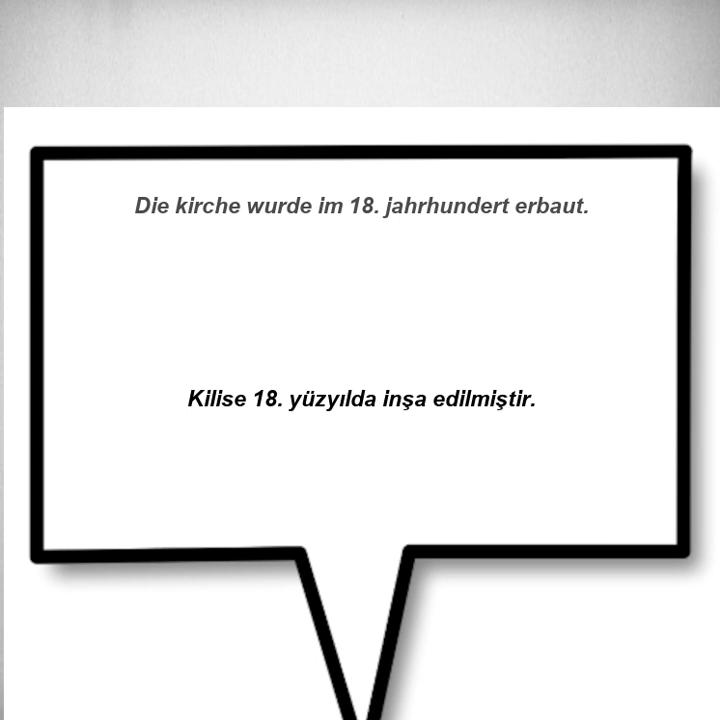 Die kirche wurde im 18. jahrhundert erbaut.
Kilise 18. yüzyılda inşa edilmiştir.